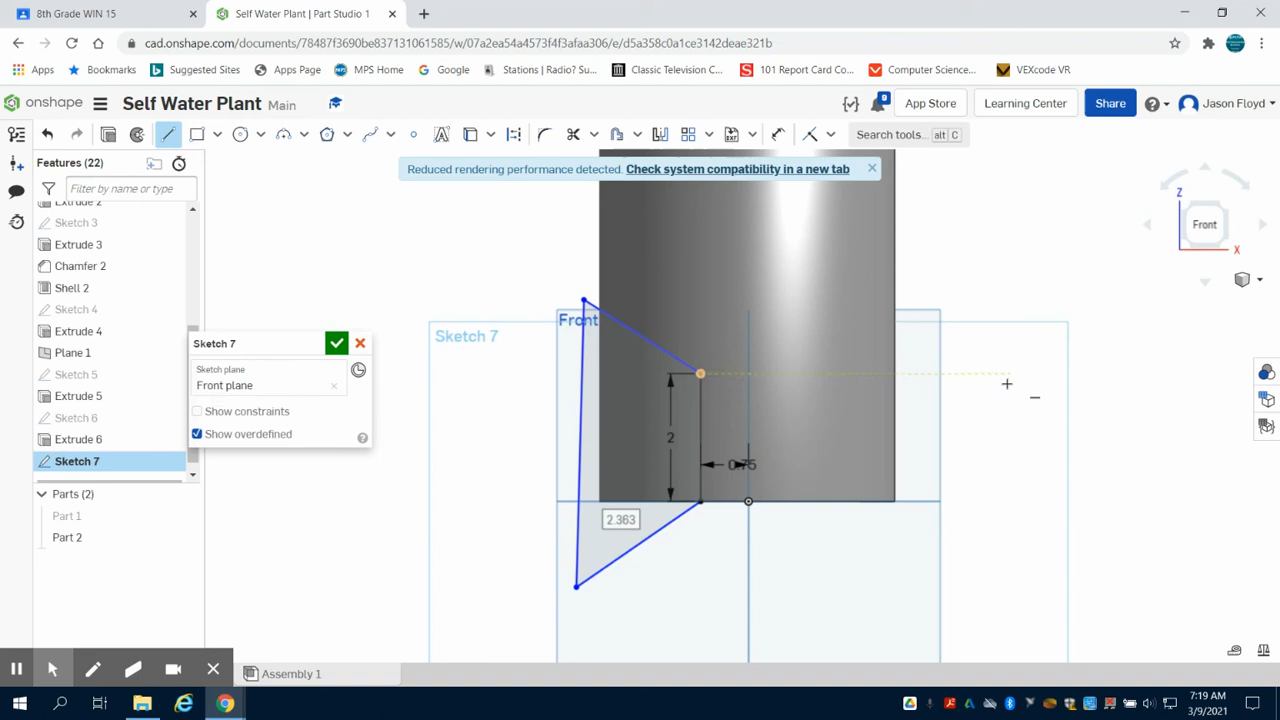 8th Grade WIN 15
Self Water Plant | Part Studio 1
cad.onshape.com/documents/78487f3690be837131061585/w/07a2ea54a4573f4f3afaa306/e/d5a358c0a1ce3142deae321b
Apps
Bookmarks
Suggested Sites
Apps Page
MPS Home
Google
Stations | Radio? Su...
Classic Television C...
101 Report Card Co...
Computer Science...
VEXcode VR
onshape
Self Water Plant Main
App Store
Learning Center
Share
Jason Floyd
Search tools... alt C
Features (22)
Filter by name or type
Reduced rendering performance detected. Check system compatibility in a new tab
Extrude 2
Sketch 3
Extrude 3
Chamfer 2
Shell 2
Sketch 4
Extrude 4
Plane 1
Sketch 5
Extrude 5
Sketch 6
Extrude 6
Sketch 7
Parts (2)
Part 1
Part 2
Sketch 7
Sketch plane
Front plane
Show constraints
Show overdefined
Sketch 7
Front
2
0.75
2.363
Z
Front
X
Assembly 1
7:19 AM
3/9/2021